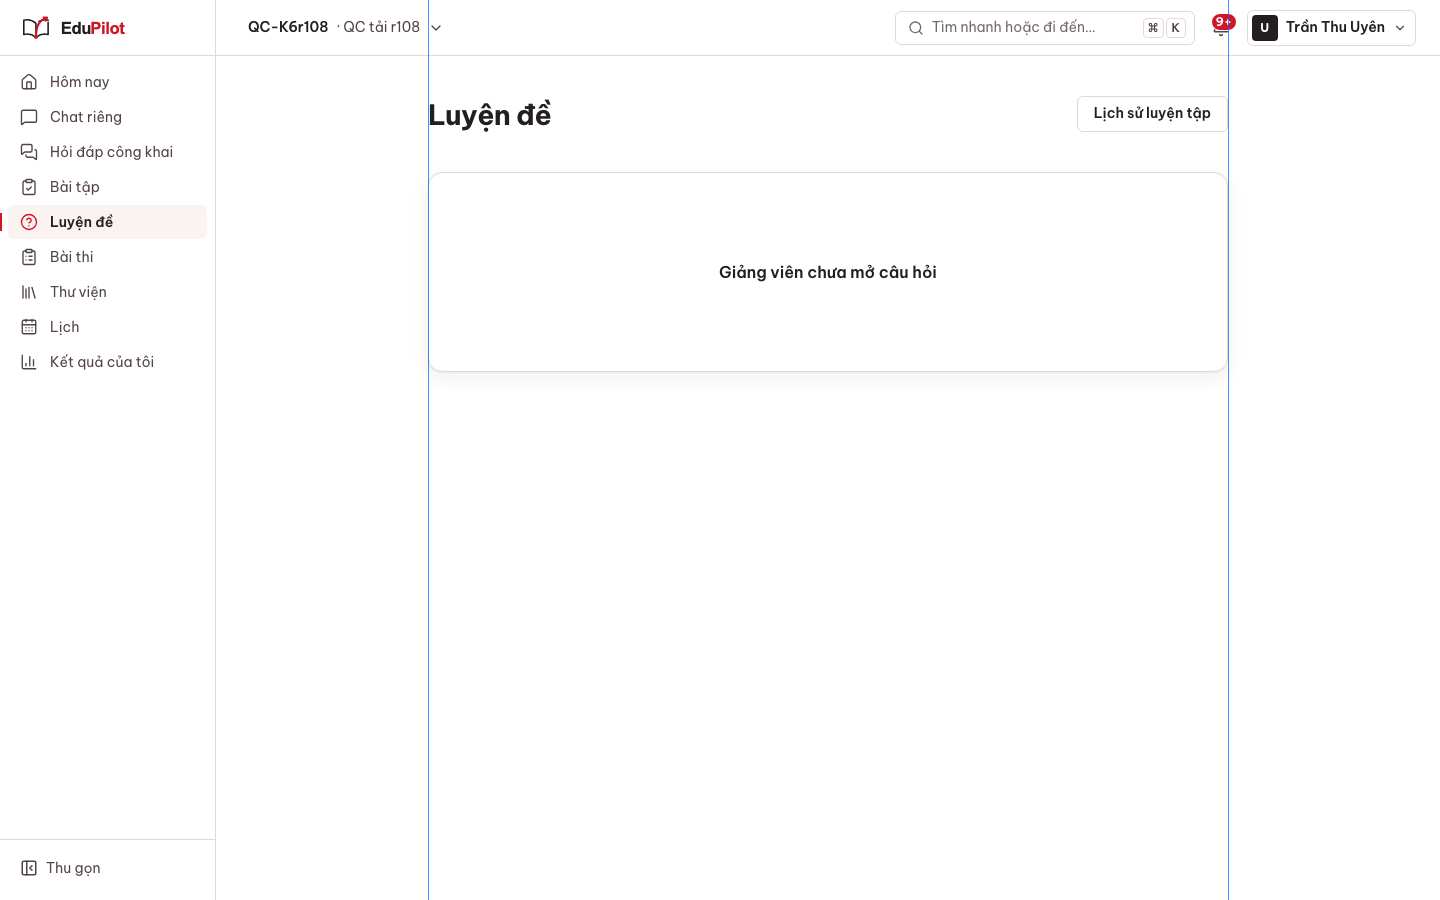 EduPilot
QC-K6r108 · QC tải r108
Tìm nhanh hoặc đi đến... ⌘ K
9+
U Trần Thu Uyên
Hôm nay
Chat riêng
Hỏi đáp công khai
Bài tập
Luyện đề
Bài thi
Thư viện
Lịch
Kết quả của tôi
Thu gọn
Luyện đề
Lịch sử luyện tập
Giảng viên chưa mở câu hỏi